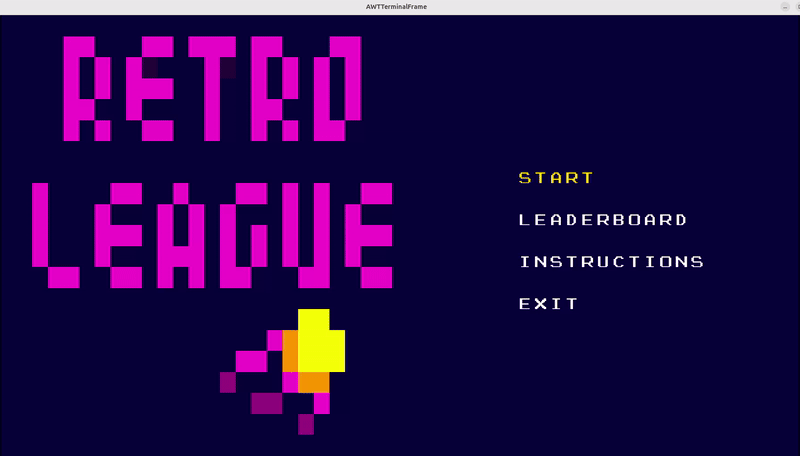 AWTTerminalFrame
RETRO
LEAGUE
START
LEADERBOARD
INSTRUCTIONS
EXIT